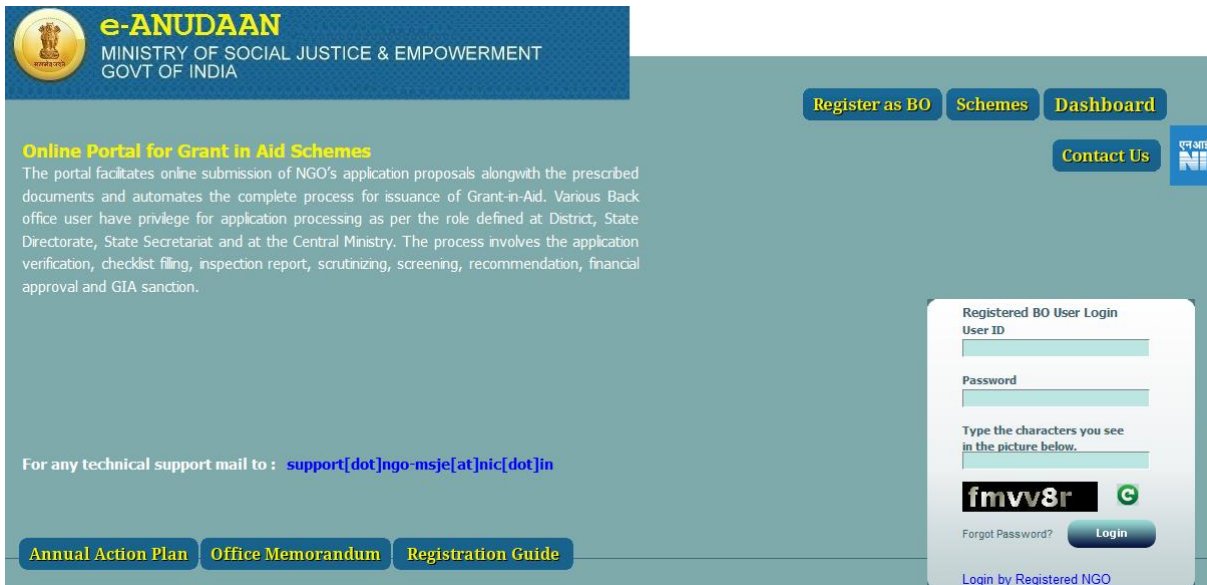 e-ANUDAAN
MINISTRY OF SOCIAL JUSTICE & EMPOWERMENT
GOVT OF INDIA
Register as BO Schemes Dashboard
Contact Us
Online Portal for Grant in Aid Schemes
The portal facilitates online submission of NGO's application proposals alongwith the prescribed
documents and automates the complete process for issuance of Grant-in-Aid. Various Back
office user have privilege for application processing as per the role defined at District, State
Directorate, State Secretariat and at the Central Ministry. The process involves the application
verification, checklist filing, inspection report, scrutinizing, screening, recommendation, financial
approval and GIA sanction.
Registered BO User Login
User ID
Password
Type the characters you see
in the picture below.
fmvv8r
Forgot Password? Login
Login by Registered NGO
For any technical support mail to : support[dot]ngo-msje[at]nic[dot]in
Annual Action Plan Office Memorandum Registration Guide